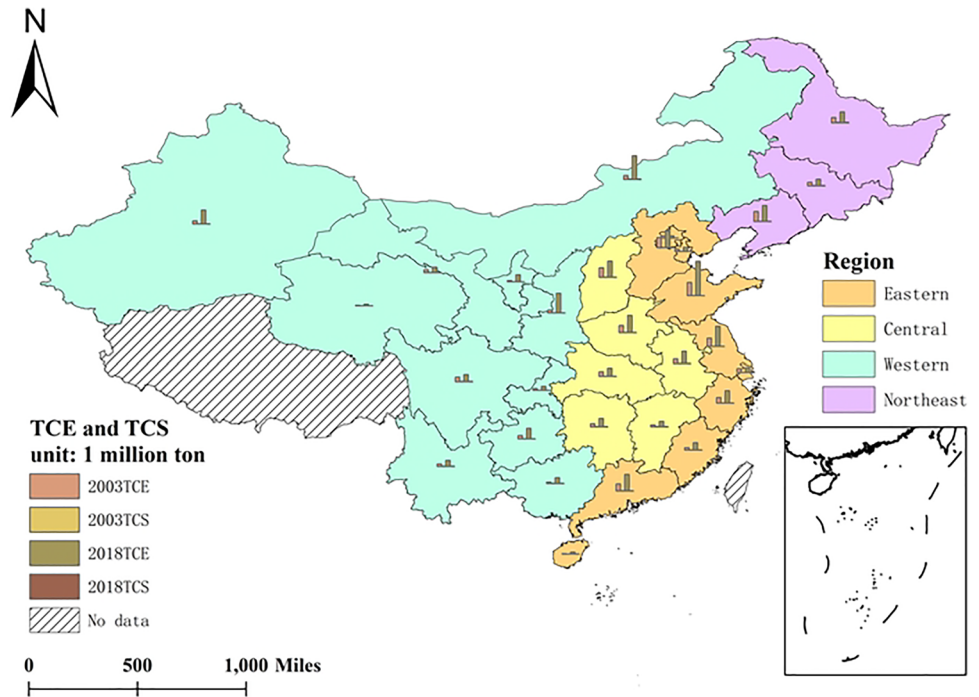 N
Region
Eastern
Central
Western
Northeast
TCE and TCS
unit: 1 million ton
2003TCE
2003TCS
2018TCE
2018TCS
No data
0 500 1,000 Miles